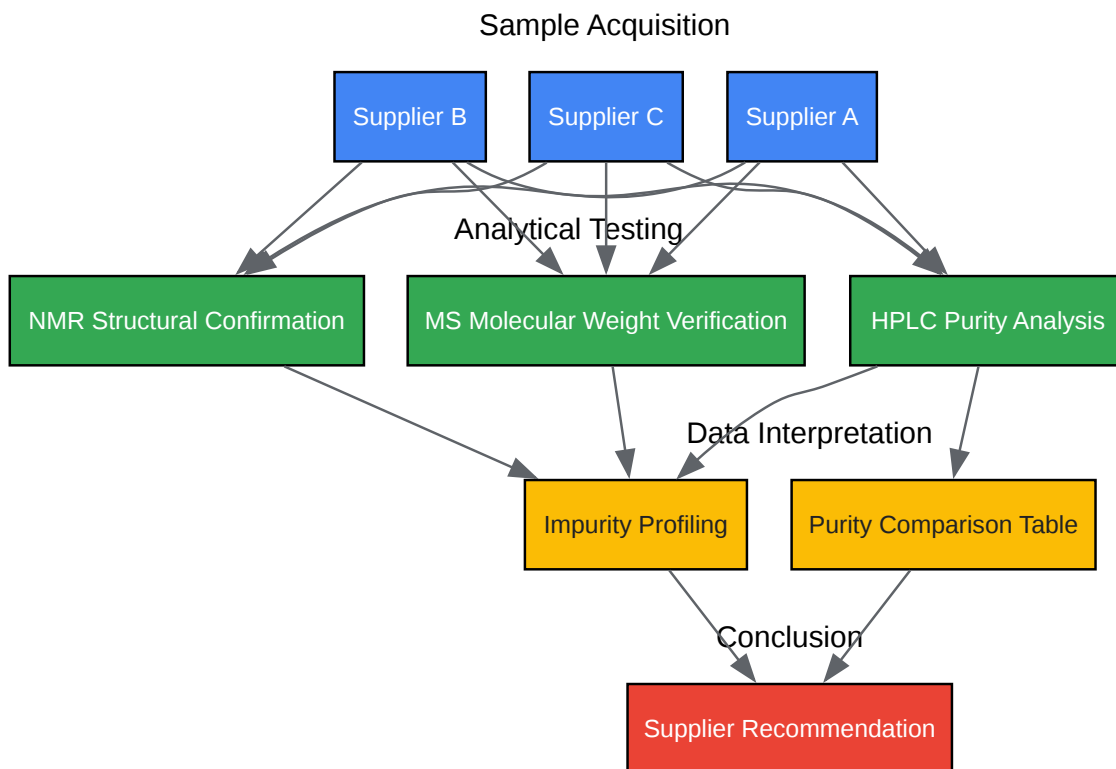 Sample Acquisition
Supplier B
Supplier C
Supplier A
Analytical Testing
NMR Structural Confirmation
MS Molecular Weight Verification
HPLC Purity Analysis
Data Interpretation
Impurity Profiling
Purity Comparison Table
Conclusion
Supplier Recommendation